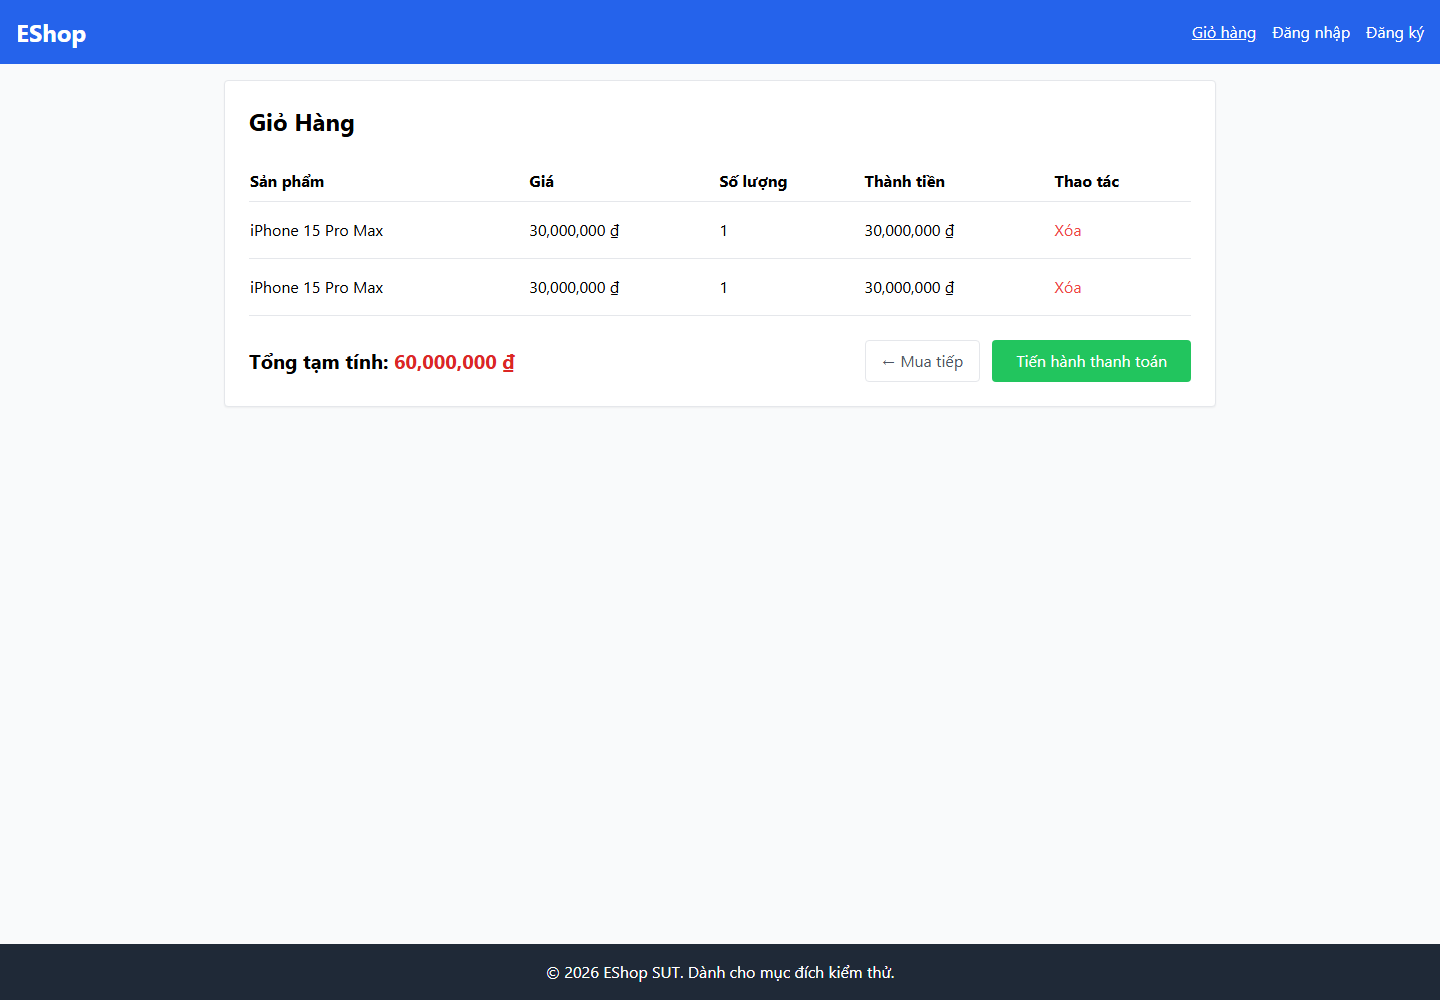 EShop
Giỏ hàng Đăng nhập Đăng ký
Giỏ Hàng
Sản phẩm Giá Số lượng Thành tiền Thao tác
iPhone 15 Pro Max 30,000,000 ₫ 1 30,000,000 ₫ Xóa
iPhone 15 Pro Max 30,000,000 ₫ 1 30,000,000 ₫ Xóa
Tổng tạm tính: 60,000,000 ₫ ← Mua tiếp Tiến hành thanh toán
© 2026 EShop SUT. Dành cho mục đích kiểm thử.